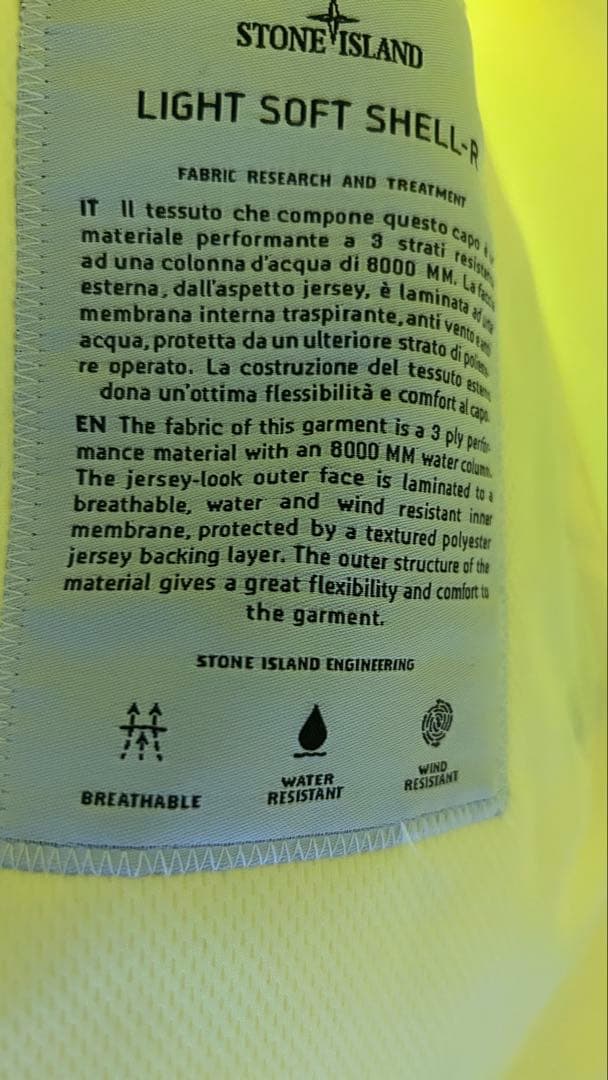 STONE ISLAND
LIGHT SOFT SHELL-R
FABRIC RESEARCH AND TREATMENT
IT Il tessuto che compone questo capo è un
materiale performante a 3 strati resistente
ad una colonna d'acqua di 8000 MM. La faccia
esterna, dall'aspetto jersey, è laminata ad una
membrana interna traspirante, anti vento e anti
acqua, protetta da un ulteriore strato di polieste-
re operato. La costruzione del tessuto esterno
dona un'ottima flessibilità e comfort al capo.
EN The fabric of this garment is a 3 ply perfor-
mance material with an 8000 MM water column.
The jersey-look outer face is laminated to a
breathable, water and wind resistant inner
membrane, protected by a textured polyester
jersey backing layer. The outer structure of the
material gives a great flexibility and comfort to
the garment.
STONE ISLAND ENGINEERING
BREATHABLE
WATER
RESISTANT
WIND
RESISTANT